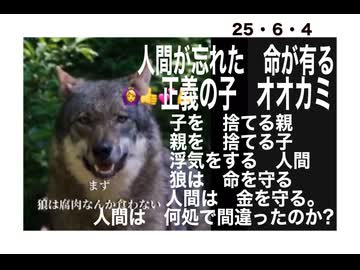 25・6・4
人間が忘れた　命が有る
正義の子　オオカミ
子を　捨てる親
親を　捨てる子
浮気をする　人間
狼は　命を守る
人間は　金を守る。
人間は　何処で間違ったのか?
まず
狼は腐肉なんか食わない